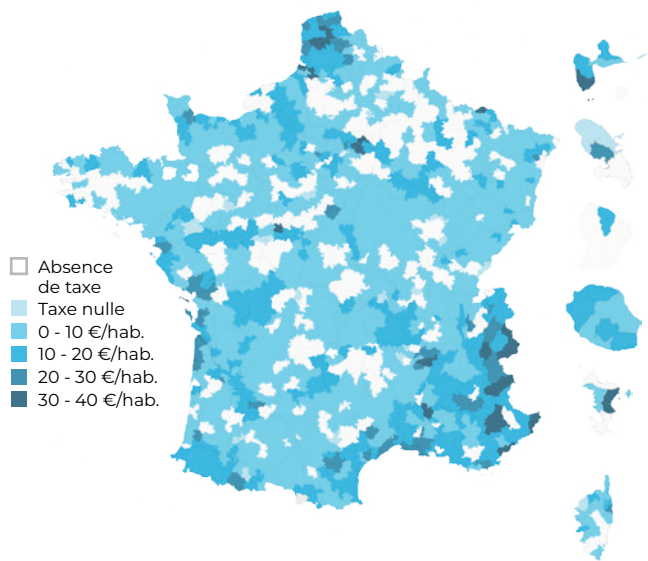 Absence
de taxe
Taxe nulle
0 - 10 €/hab.
10 - 20 €/hab.
20 - 30 €/hab.
30 - 40 €/hab.